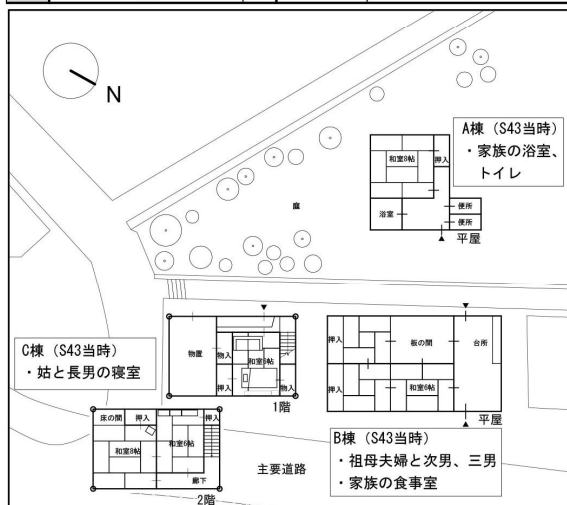 N
A棟（S43当時）
・家族の浴室、
トイレ
和室8帖
押入
浴室
便所
便所
平屋
庭
C棟（S43当時）
・姑と長男の寝室
物置
物入
和室6帖
押入
物入
1階
押入
板の間
台所
押入
和室6帖
平屋
床の間
押入
和室6帖
押入
和室8帖
廊下
2階
主要道路
B棟（S43当時）
・祖母夫婦と次男、三男
・家族の食事室